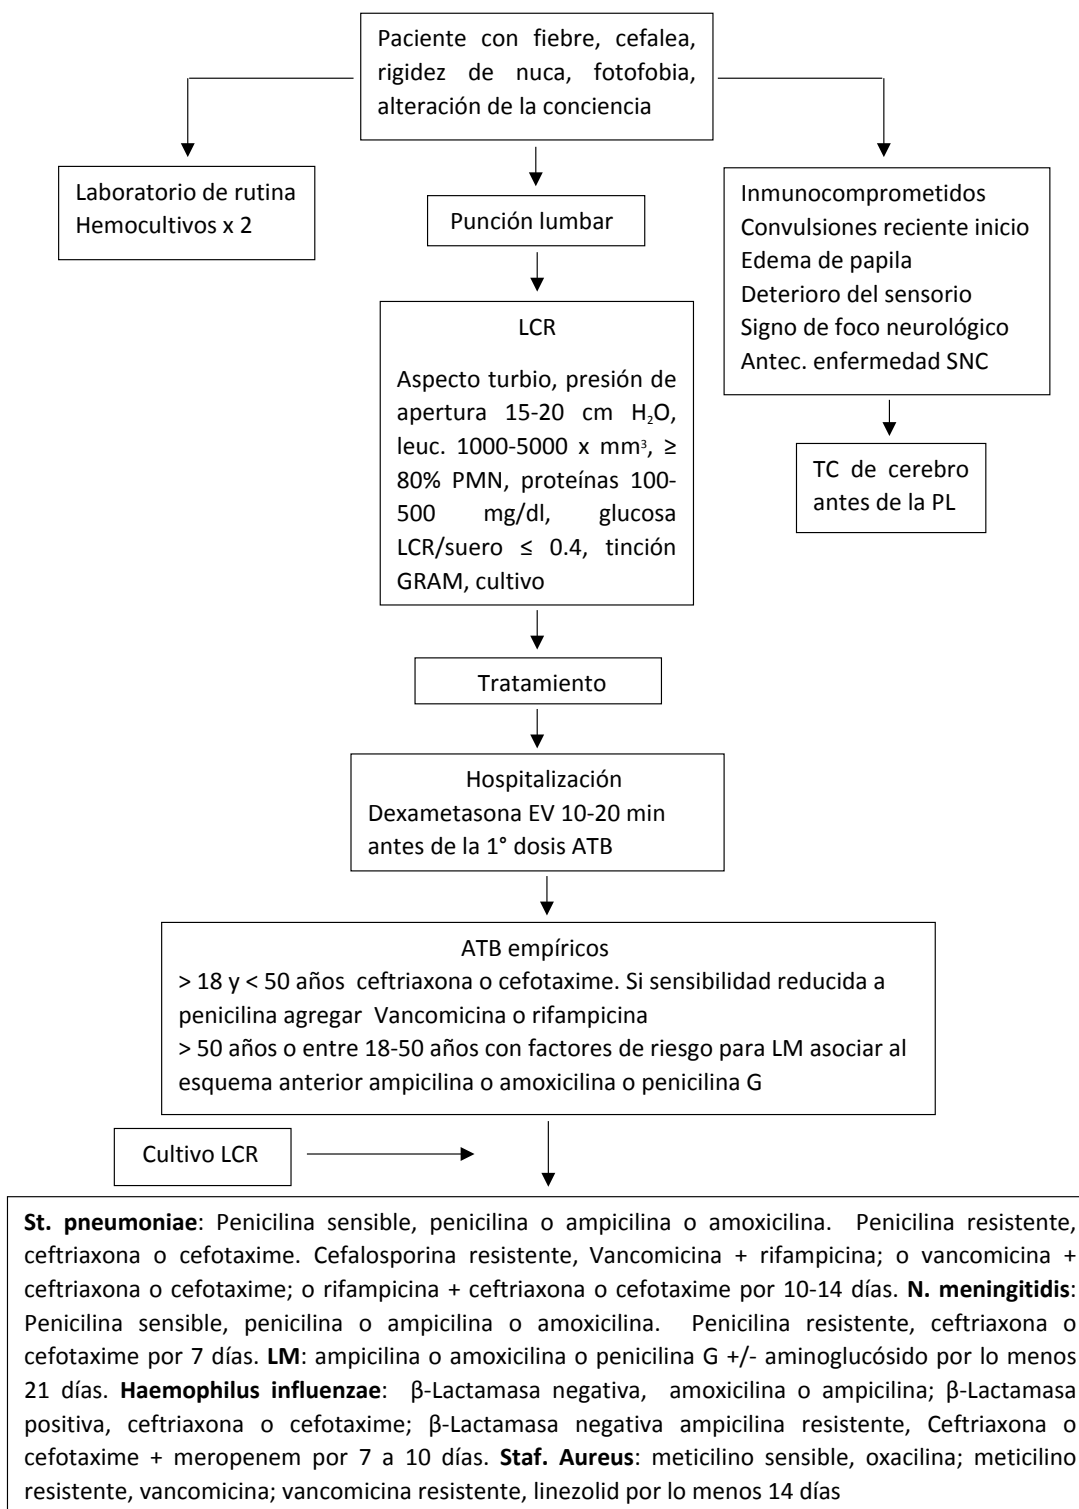 Paciente con fiebre, cefalea,
rigidez de nuca, fotofobia,
alteración de la conciencia
Laboratorio de rutina
Hemocultivos x 2
Punción lumbar
Inmunocomprometidos
Convulsiones reciente inicio
Edema de papila
Deterioro del sensorio
Signo de foco neurológico
Antec. enfermedad SNC
LCR
Aspecto turbio, presión de
apertura 15-20 cm H₂O,
leuc. 1000-5000 x mm³, ≥
80% PMN, proteínas 100-
500 mg/dl, glucosa
LCR/suero ≤ 0.4, tinción
GRAM, cultivo
TC de cerebro
antes de la PL
Tratamiento
Hospitalización
Dexametasona EV 10-20 min
antes de la 1° dosis ATB
ATB empíricos
> 18 y < 50 años ceftriaxona o cefotaxime. Si sensibilidad reducida a
penicilina agregar Vancomicina o rifampicina
> 50 años o entre 18-50 años con factores de riesgo para LM asociar al
esquema anterior ampicilina o amoxicilina o penicilina G
Cultivo LCR
St. pneumoniae: Penicilina sensible, penicilina o ampicilina o amoxicilina. Penicilina resistente,
ceftriaxona o cefotaxime. Cefalosporina resistente, Vancomicina + rifampicina; o vancomicina +
ceftriaxona o cefotaxime; o rifampicina + ceftriaxona o cefotaxime por 10-14 días. N. meningitidis:
Penicilina sensible, penicilina o ampicilina o amoxicilina. Penicilina resistente, ceftriaxona o
cefotaxime por 7 días. LM: ampicilina o amoxicilina o penicilina G +/- aminoglucósido por lo menos
21 días. Haemophilus influenzae: β-Lactamasa negativa, amoxicilina o ampicilina; β-Lactamasa
positiva, ceftriaxona o cefotaxime; β-Lactamasa negativa ampicilina resistente, Ceftriaxona o
cefotaxime + meropenem por 7 a 10 días. Staf. Aureus: meticilino sensible, oxacilina; meticilino
resistente, vancomicina; vancomicina resistente, linezolid por lo menos 14 días